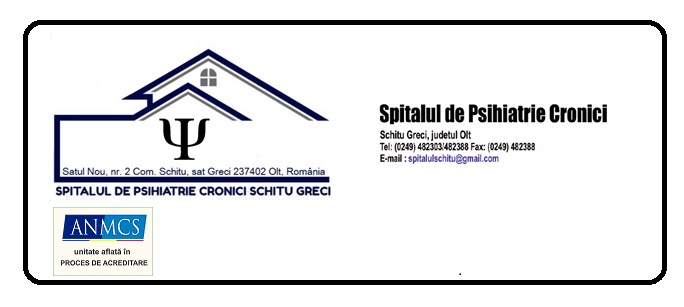 Ψ
Satul Nou, nr. 2 Com. Schitu, sat Greci 237402 Olt, România
SPITALUL DE PSIHIATRIE CRONICI SCHITU GRECI
ANMCS
unitate aflată în
PROCES DE ACREDITARE
Spitalul de Psihiatrie Cronici
Schitu Greci, judetul Olt
Tel: (0249) 482303/482388 Fax: (0249) 482388
E-mail : spitalulschitu@gmail.com